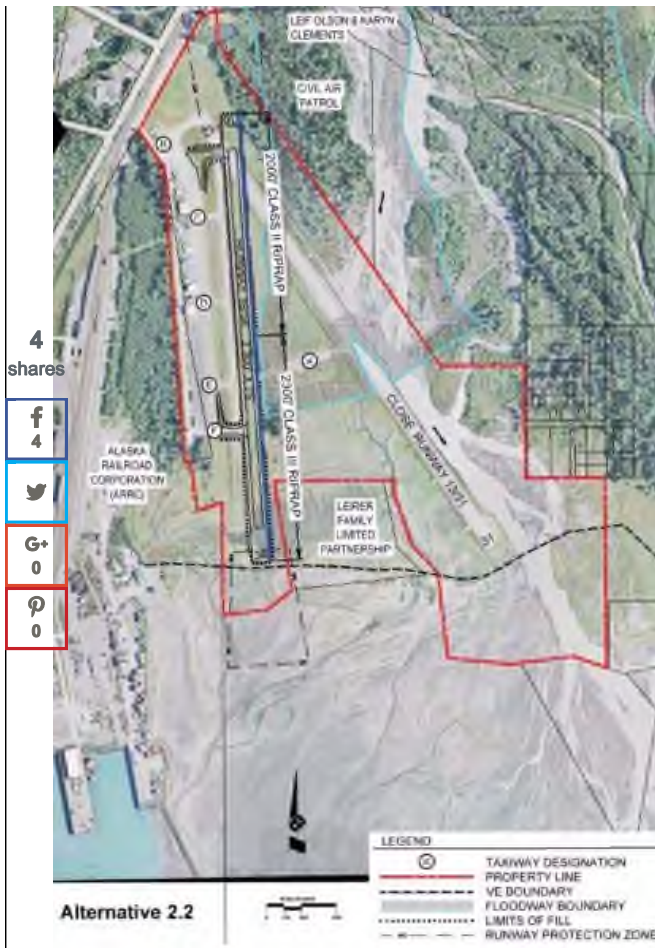 LEIF OLSON & KARYN
CLEMENTS
CIVIL AIR
PATROL
2000' CLASS II RIPRAP
2300' CLASS III RIPRAP
CLOSE RUNWAY 13/31
31
ALASKA
RAILROAD
CORPORATION
(ARRC)
LEIRER
FAMILY
LIMITED
PARTNERSHIP
4
shares
f
4
G+
0
0
C
D
E
F
LEGEND
TAXIWAY DESIGNATION
PROPERTY LINE
VE BOUNDARY
FLOODWAY BOUNDARY
LIMITS OF FILL
RUNWAY PROTECTION ZONE
Alternative 2.2